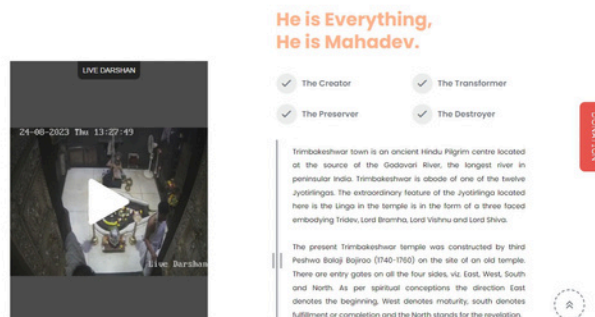 He is Everything,
He is Mahadev.
LIVE DARSHAN
The Creator
The Transformer
The Preserver
The Destroyer
24-08-2023 Thu 13:27:49
Live Darshan
Trimbakeshwar town is an ancient Hindu Pilgrim centre located
at the source of the Godavari River, the longest river in
peninsular India. Trimbakeshwar is abode of one of the twelve
Jyotirlingas. The extraordinary feature of the Jyotirlinga located
here is the Linga in the temple is in the form of a three faced
embodying Tridev, Lord Bramha, Lord Vishnu and Lord Shiva.
The present Trimbakeshwar temple was constructed by third
Peshwa Balaji Bajirao (1740-1760) on the site of an old temple.
There are entry gates on all the four sides, viz. East, West, South
and North. As per spiritual conceptions the direction East
denotes the beginning, West denotes maturity, south denotes
fulfillment or completion and the North stands for the revelation.